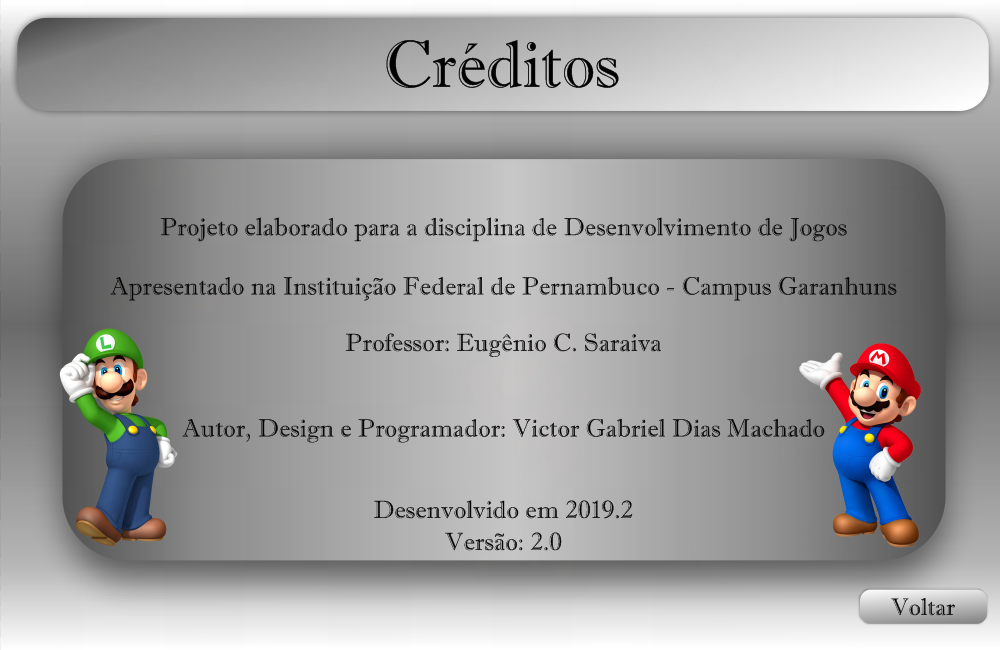 Créditos
Projeto elaborado para a disciplina de Desenvolvimento de Jogos
Apresentado na Instituição Federal de Pernambuco - Campus Garanhuns
Professor: Eugênio C. Saraiva
L
M
Autor, Design e Programador: Victor Gabriel Dias Machado
Desenvolvido em 2019.2
Versão: 2.0
Voltar